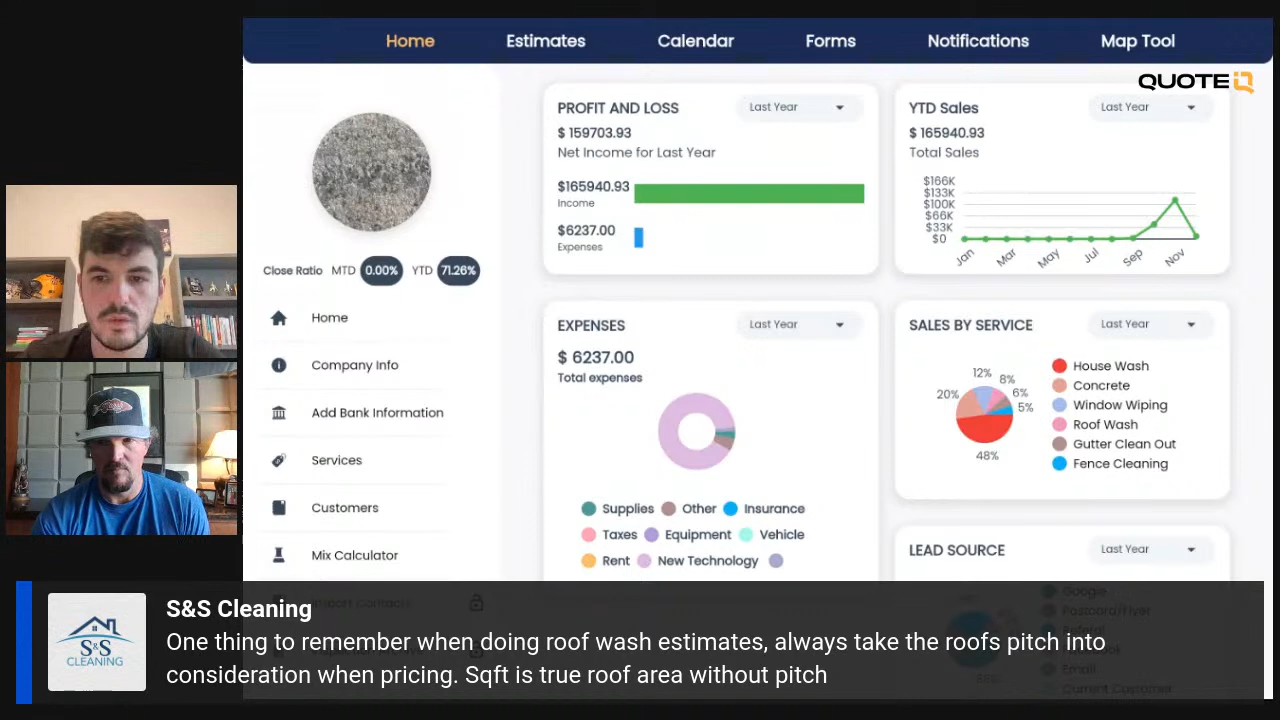 Home Estimates Calendar Forms Notifications Map Tool
QUOTE
Close Ratio MTD 0.00% YTD 71.26%
Home
Company Info
Add Bank Information
Services
Customers
Mix Calculator
PROFIT AND LOSS Last Year
$ 159703.93
Net Income for Last Year
$165940.93
Income
$6237.00
Expenses
YTD Sales Last Year
$ 165940.93
Total Sales
$166K
$133K
$100K
$66K
$33K
$0
Jan Mar May Jul Sep Nov
EXPENSES Last Year
$ 6237.00
Total expenses
Supplies Other Insurance
Taxes Equipment Vehicle
Rent New Technology
SALES BY SERVICE Last Year
12%
8%
6%
5%
20%
48%
House Wash
Concrete
Window Wiping
Roof Wash
Gutter Clean Out
Fence Cleaning
LEAD SOURCE Last Year
Google
Postcard/Flyer
Email
Current Customer
S&S
CLEANING
S&S Cleaning
One thing to remember when doing roof wash estimates, always take the roofs pitch into
consideration when pricing. Sqft is true roof area without pitch